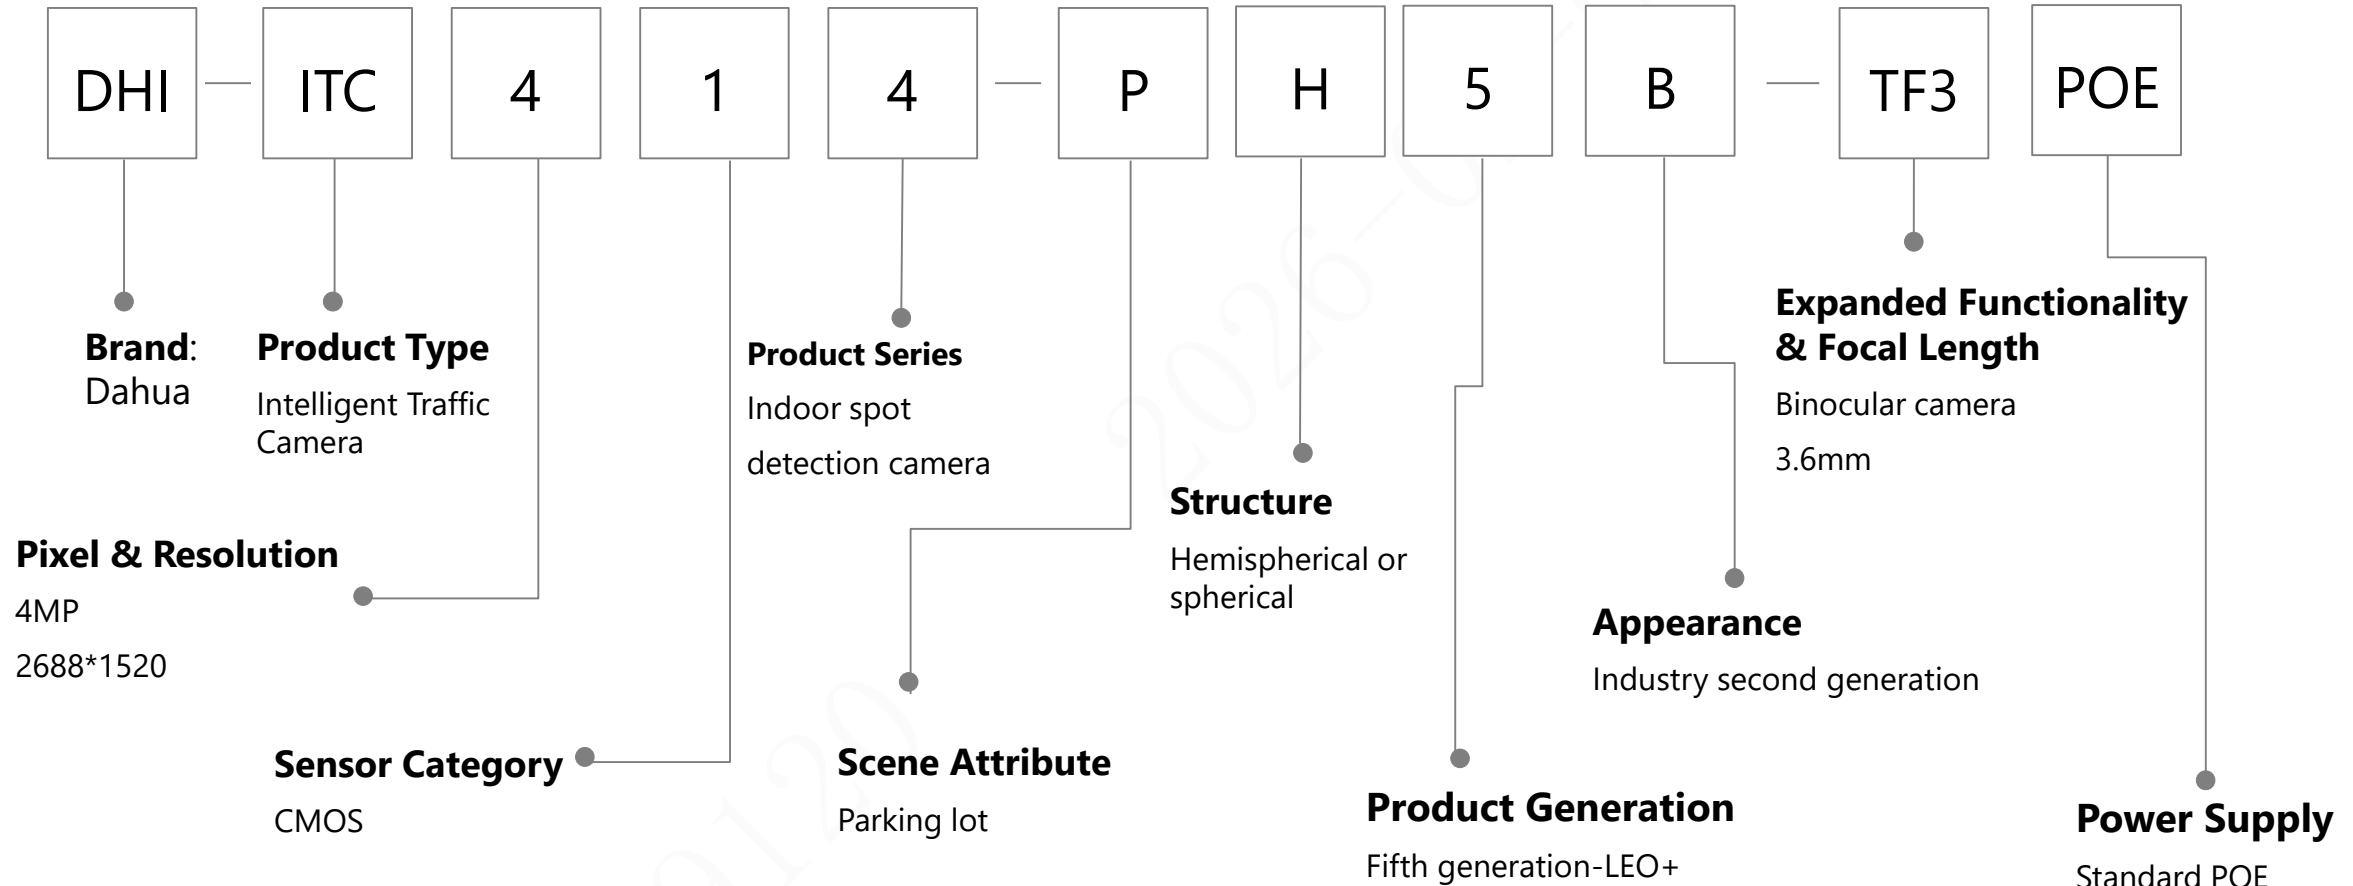 DHI — ITC 4 1 4 — P H 5 B — TF3 POE
Brand:
Dahua
Product Type
Intelligent Traffic
Camera
Pixel & Resolution
4MP
2688*1520
Sensor Category
CMOS
Product Series
Indoor spot
detection camera
Scene Attribute
Parking lot
Structure
Hemispherical or
spherical
Product Generation
Fifth generation-LEO+
Appearance
Industry second generation
Expanded Functionality
& Focal Length
Binocular camera
3.6mm
Power Supply
Standard POE